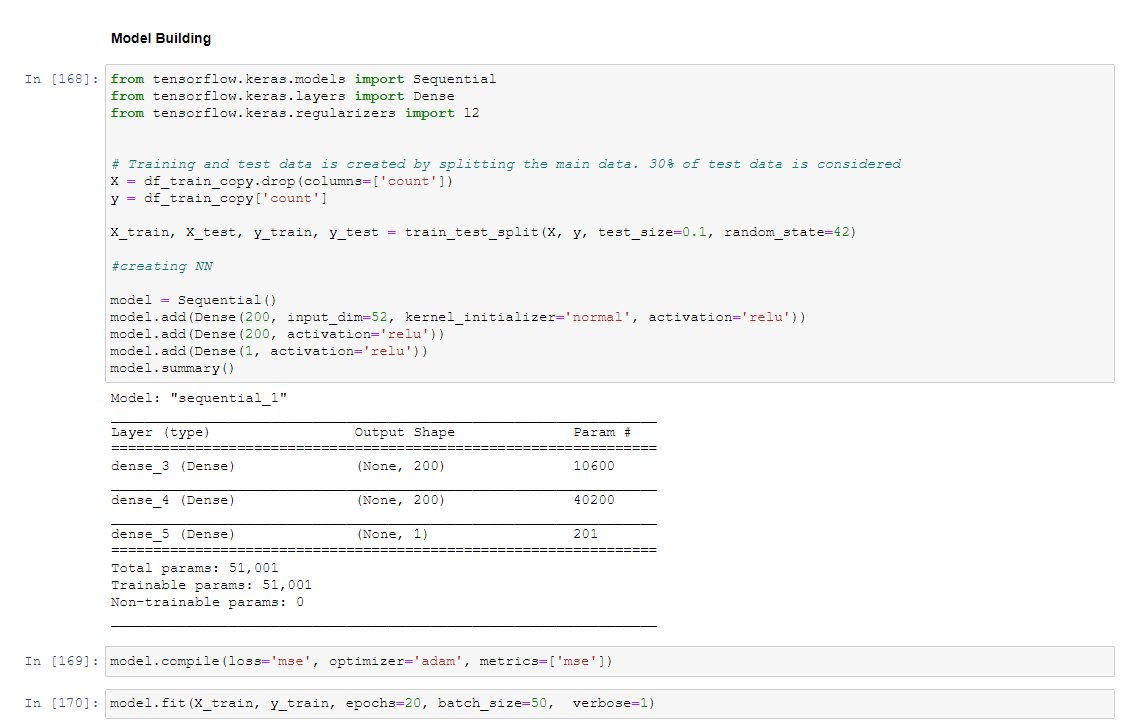 Model Building
In [168]: from tensorflow.keras.models import Sequential
from tensorflow.keras.layers import Dense
from tensorflow.keras.regularizers import l2
# Training and test data is created by splitting the main data. 30% of test data is considered
X = df_train_copy.drop(columns=['count'])
y = df_train_copy['count']
X_train, X_test, y_train, y_test = train_test_split(X, y, test_size=0.1, random_state=42)
#creating NN
model = Sequential()
model.add(Dense(200, input_dim=52, kernel_initializer='normal', activation='relu'))
model.add(Dense(200, activation='relu'))
model.add(Dense(1, activation='relu'))
model.summary()
Model: "sequential_1"
Layer (type) Output Shape Param #
dense_3 (Dense) (None, 200) 10600
dense_4 (Dense) (None, 200) 40200
dense_5 (Dense) (None, 1) 201
Total params: 51,001
Trainable params: 51,001
Non-trainable params: 0
In [169]: model.compile(loss='mse', optimizer='adam', metrics=['mse'])
In [170]: model.fit(X_train, y_train, epochs=20, batch_size=50,  verbose=1)